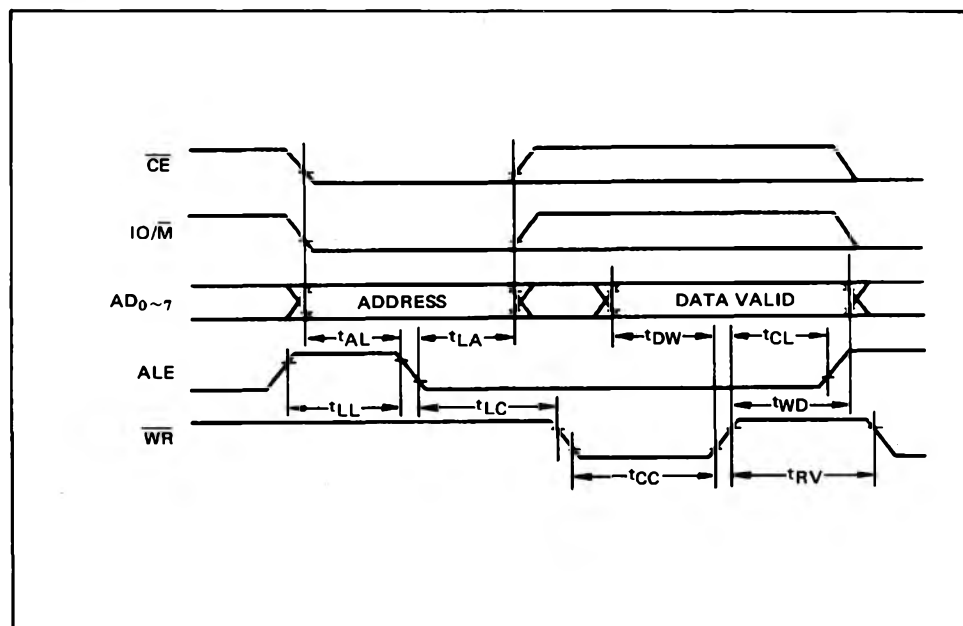 CE
IO/M
AD0~7 ADDRESS DATA VALID
tAL tLA tDW tCL
ALE
tLL tLC tWD
WR
tCC tRV